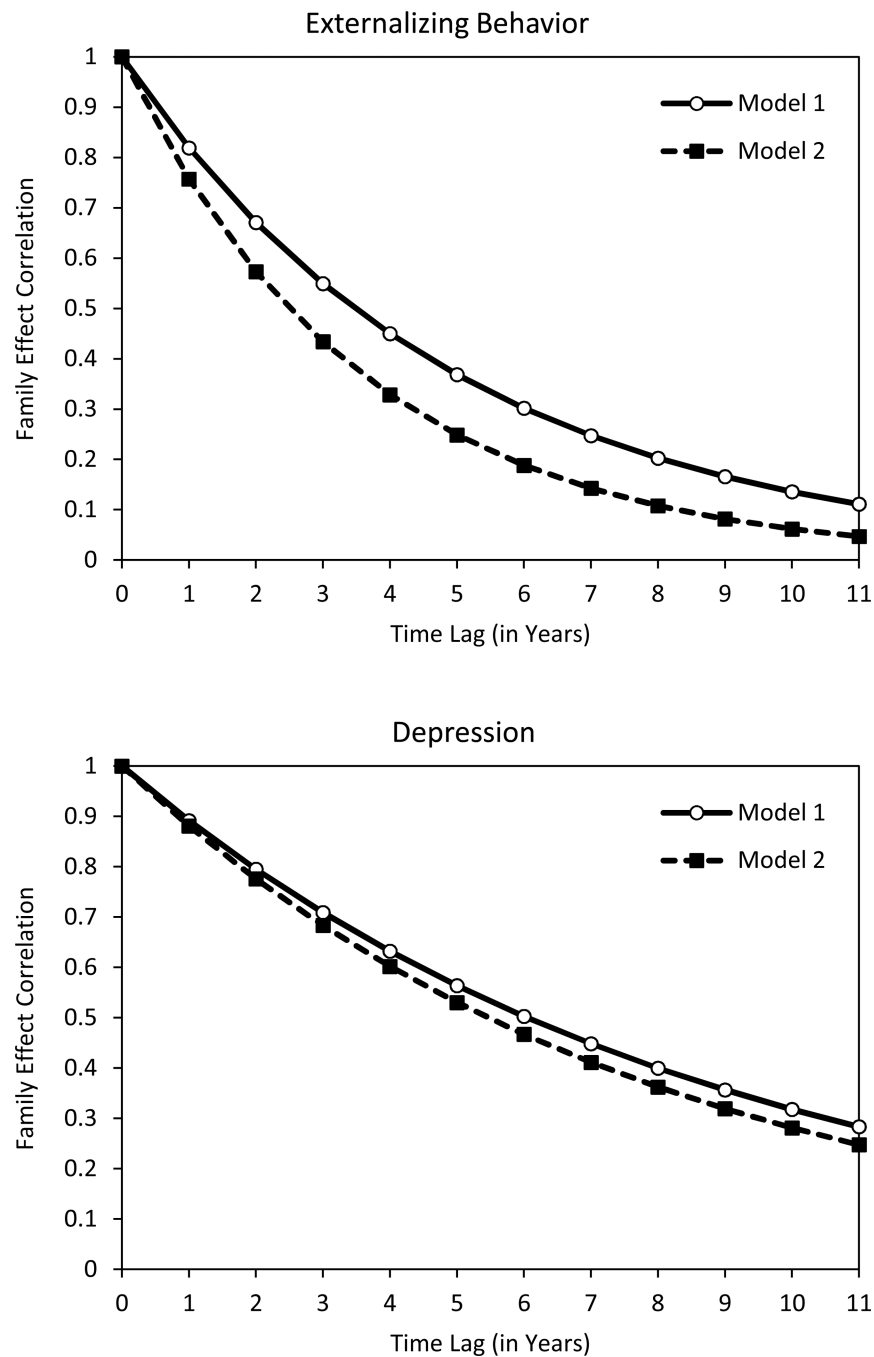 Externalizing Behavior
1
0.9
0.8
0.7
0.6
0.5
0.4
0.3
0.2
0.1
0
Family Effect Correlation
Model 1
Model 2
0 1 2 3 4 5 6 7 8 9 10 11
Time Lag (in Years)
Depression
1
0.9
0.8
0.7
0.6
0.5
0.4
0.3
0.2
0.1
0
Family Effect Correlation
Model 1
Model 2
0 1 2 3 4 5 6 7 8 9 10 11
Time Lag (in Years)